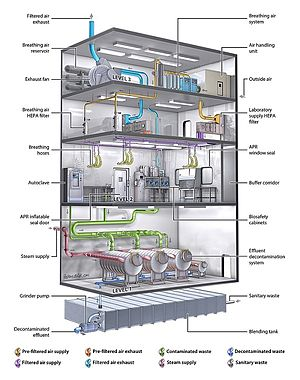 Filtered air
exhaust
Breathing air
system
Breathing air
reservoir
Air handling
unit
Exhaust fan
LEVEL 3
Outside air
Breathing air
HEPA filter
Laboratory
supply HEPA
filter
Breathing
hoses
APR
window seal
Autoclave
LEVEL 2
Buffer corridor
APR inflatable
seal door
Biosafety
cabinets
Steam supply
Effluent
decontamination
system
LEVEL 1
Grinder pump
Sanitary waste
Decontaminated
effluent
Blending tank
Pre-filtered air supply
Pre-filtered air exhaust
Contaminated waste
Decontaminated waste
Filtered air supply
Filtered air exhaust
Steam supply
Sanitary waste